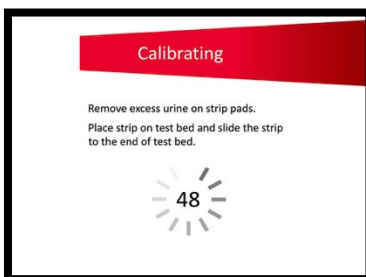 Calibrating
Remove excess urine on strip pads.
Place strip on test bed and slide the strip
to the end of test bed.
48